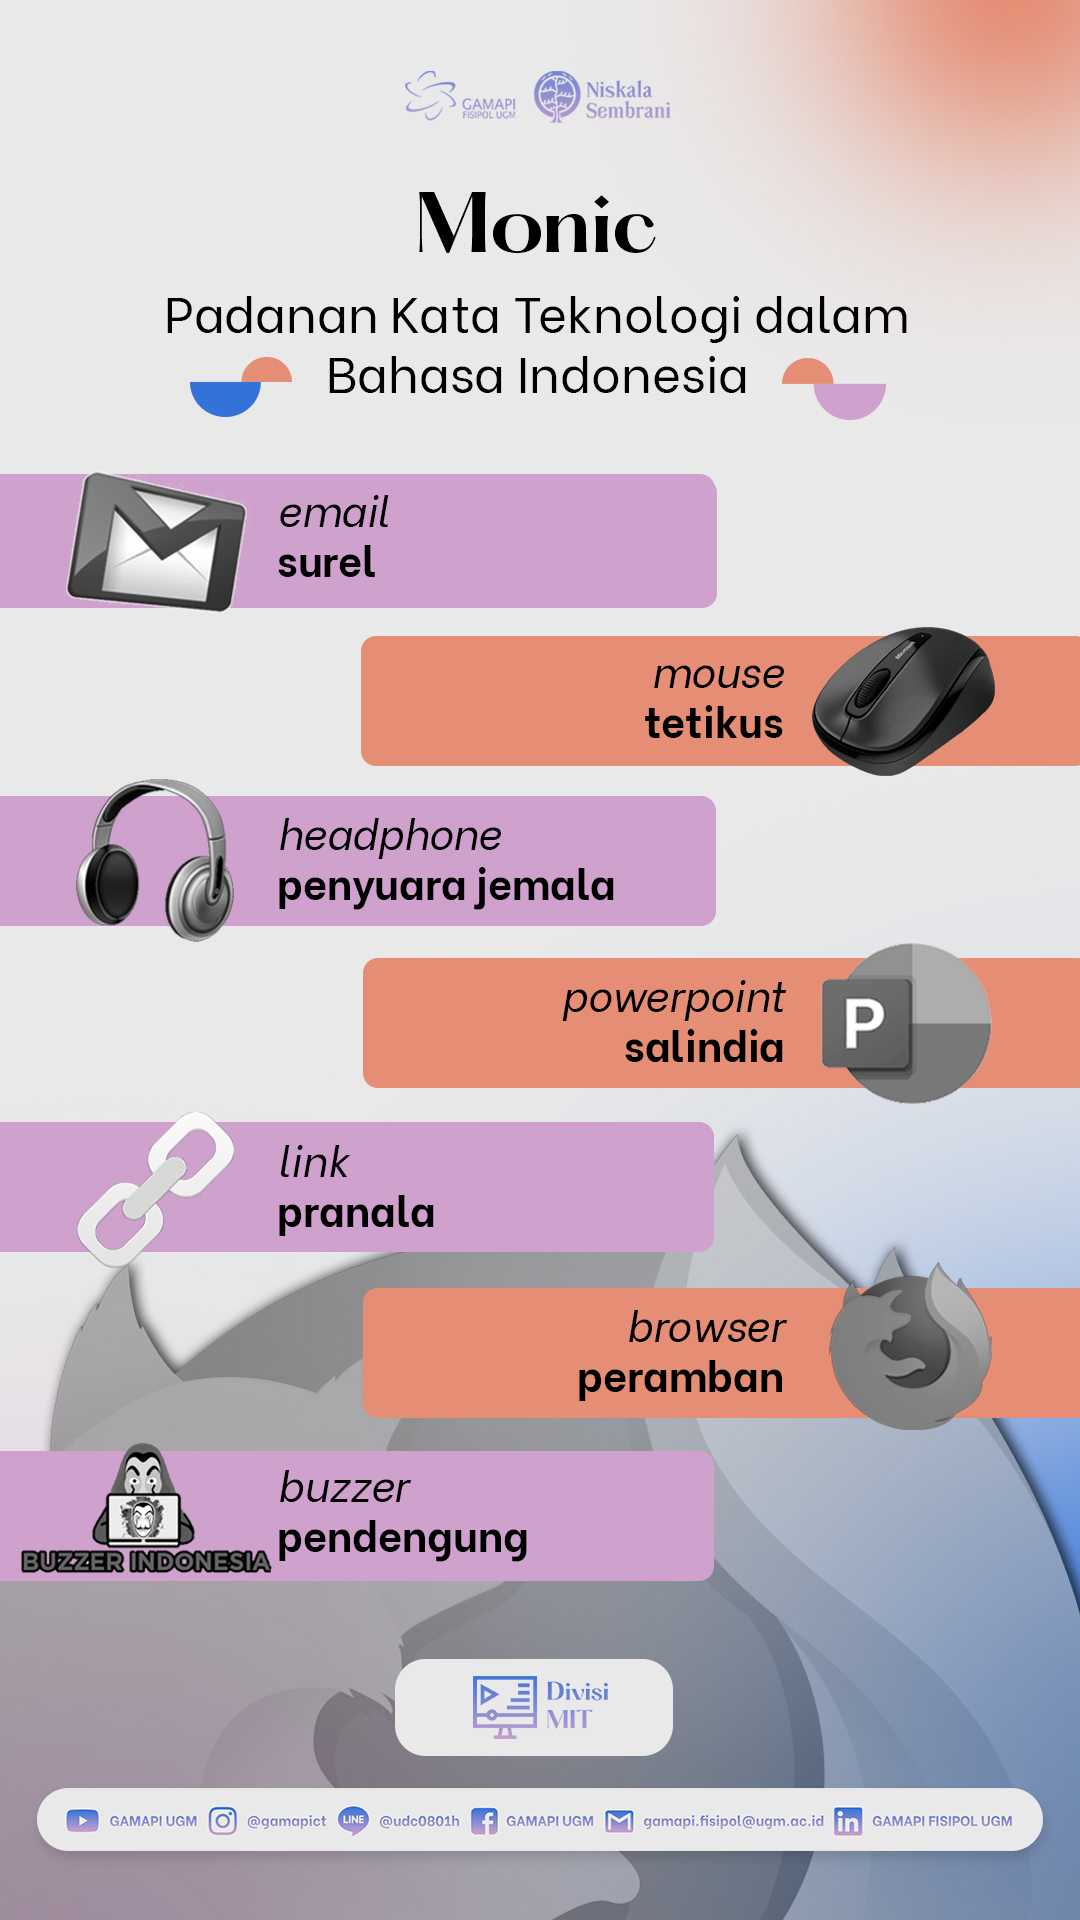 GAMAPI
FISIPOL UGM
Niskala
Sembrani
Monic
Padanan Kata Teknologi dalam
Bahasa Indonesia
email
surel
mouse
tetikus
Microsoft
headphone
penyuara jemala
powerpoint
salindia
P
link
pranala
browser
peramban
buzzer
pendengung
BUZZER INDONESIA
Divisi
MIT
GAMAPI UGM
@gamapict
LINE
@udc0801h
GAMAPI UGM
gamapi.fisipol@ugm.ac.id
GAMAPI FISIPOL UGM